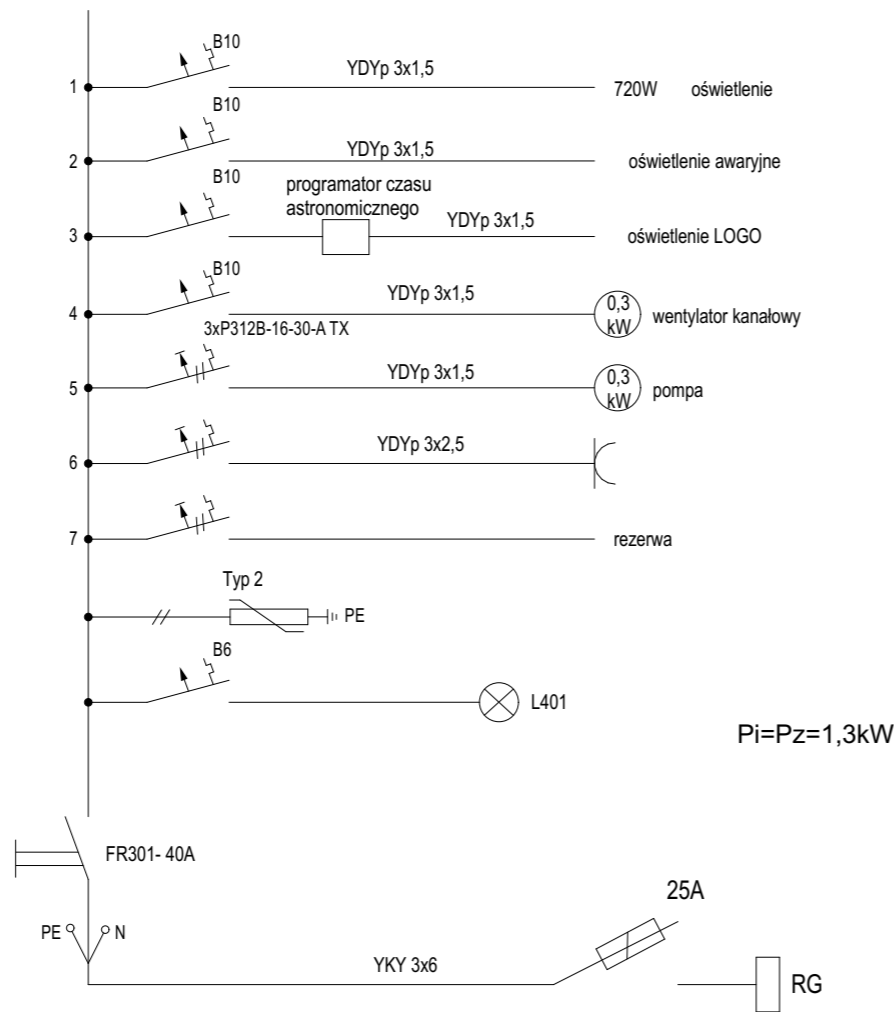 B10
YDYp 3x1,5
1
720W oświetlenie
B10
YDYp 3x1,5
2
oświetlenie awaryjne
B10
programator czasu
astronomicznego
YDYp 3x1,5
3
oświetlenie LOGO
B10
YDYp 3x1,5
4
0,3
kW
wentylator kanałowy
3xP312B-16-30-A TX
YDYp 3x1,5
5
0,3
kW
pompa
YDYp 3x2,5
6
7
rezerwa
Typ 2
PE
B6
L401
Pi=Pz=1,3kW
FR301- 40A
25A
PE N
YKY 3x6
RG